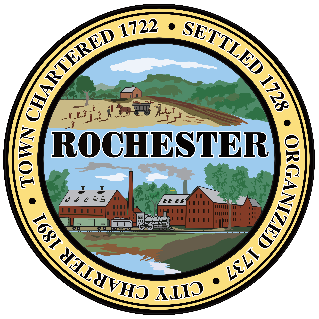 TOWN CHARTERED 1722 • SETTLED 1728 • ORGANIZED 1737 • CITY CHARTER 1891 •
ROCHESTER